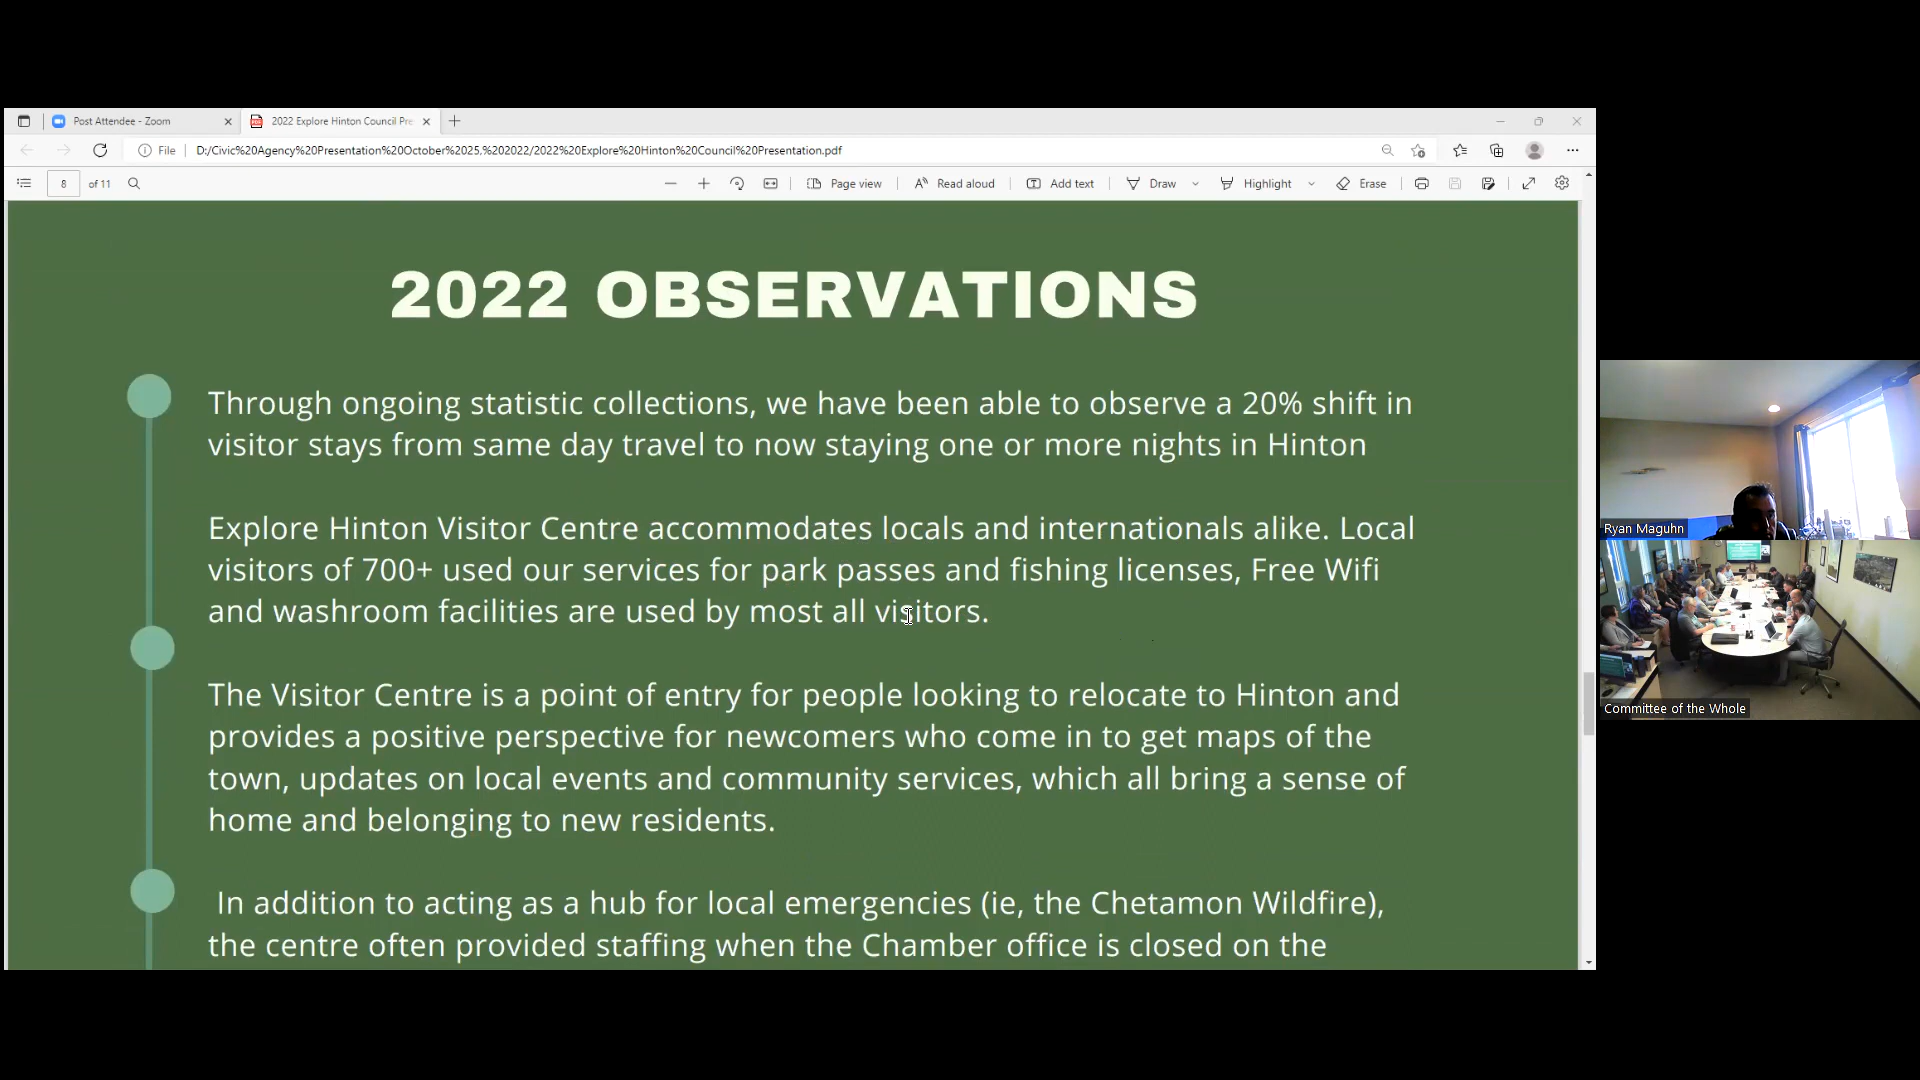 Post Attendee - Zoom
2022 Explore Hinton Council Pre
File
D:/Civic%20Agency%20Presentation%20October%2025,%202022/2022%20Explore%20Hinton%20Council%20Presentation.pdf
8 of 11
Page view
Read aloud
Add text
Draw
Highlight
Erase
2022 OBSERVATIONS
Through ongoing statistic collections, we have been able to observe a 20% shift in
visitor stays from same day travel to now staying one or more nights in Hinton
Explore Hinton Visitor Centre accommodates locals and internationals alike. Local
visitors of 700+ used our services for park passes and fishing licenses, Free Wifi
and washroom facilities are used by most all visitors.
The Visitor Centre is a point of entry for people looking to relocate to Hinton and
provides a positive perspective for newcomers who come in to get maps of the
town, updates on local events and community services, which all bring a sense of
home and belonging to new residents.
In addition to acting as a hub for local emergencies (ie, the Chetamon Wildfire),
the centre often provided staffing when the Chamber office is closed on the
Ryan Maguhn
Committee of the Whole